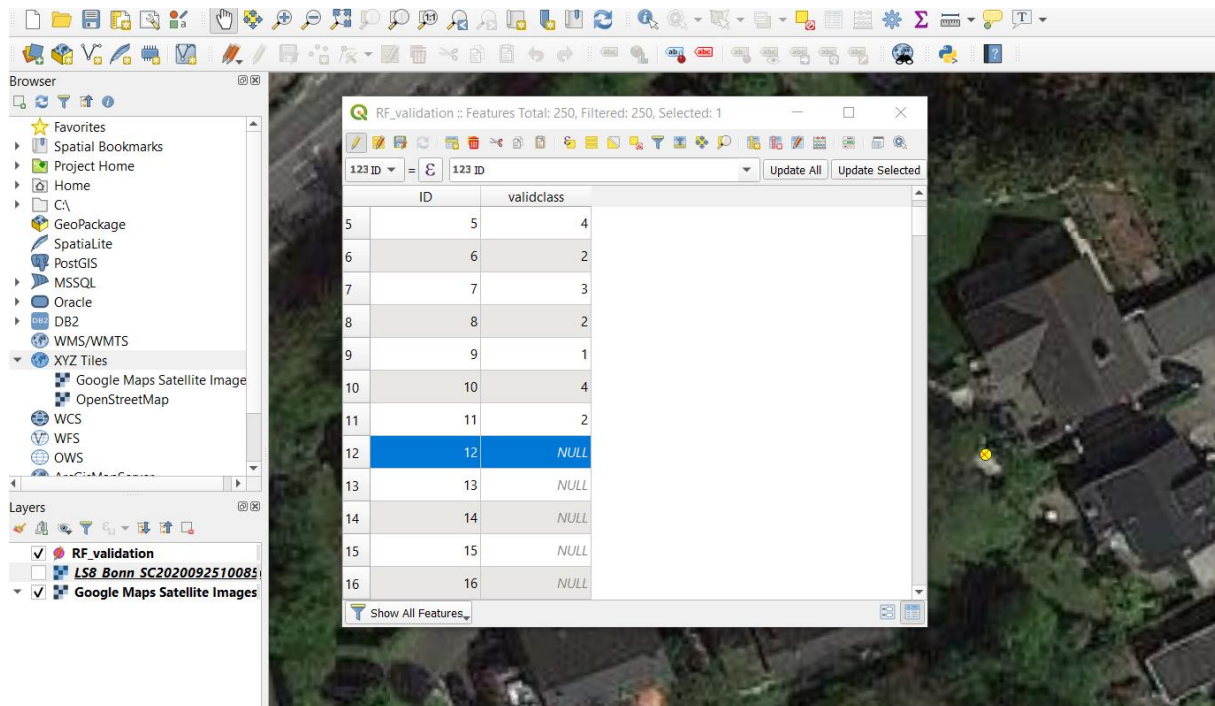 Browser
Favorites
Spatial Bookmarks
Project Home
Home
C:\
GeoPackage
SpatiaLite
PostGIS
MSSQL
Oracle
DB2
WMS/WMTS
XYZ Tiles
Google Maps Satellite Image
OpenStreetMap
WCS
WFS
OWS
Layers
RF_validation
LS8_Bonn_SC2020092510085
Google Maps Satellite Images
RF_validation :: Features Total: 250, Filtered: 250, Selected: 1
123 ID = ε 123 ID Update All Update Selected
ID validclass
5 5 4
6 6 2
7 7 3
8 8 2
9 9 1
10 10 4
11 11 2
12 12 NULL
13 13 NULL
14 14 NULL
15 15 NULL
16 16 NULL
Show All Features